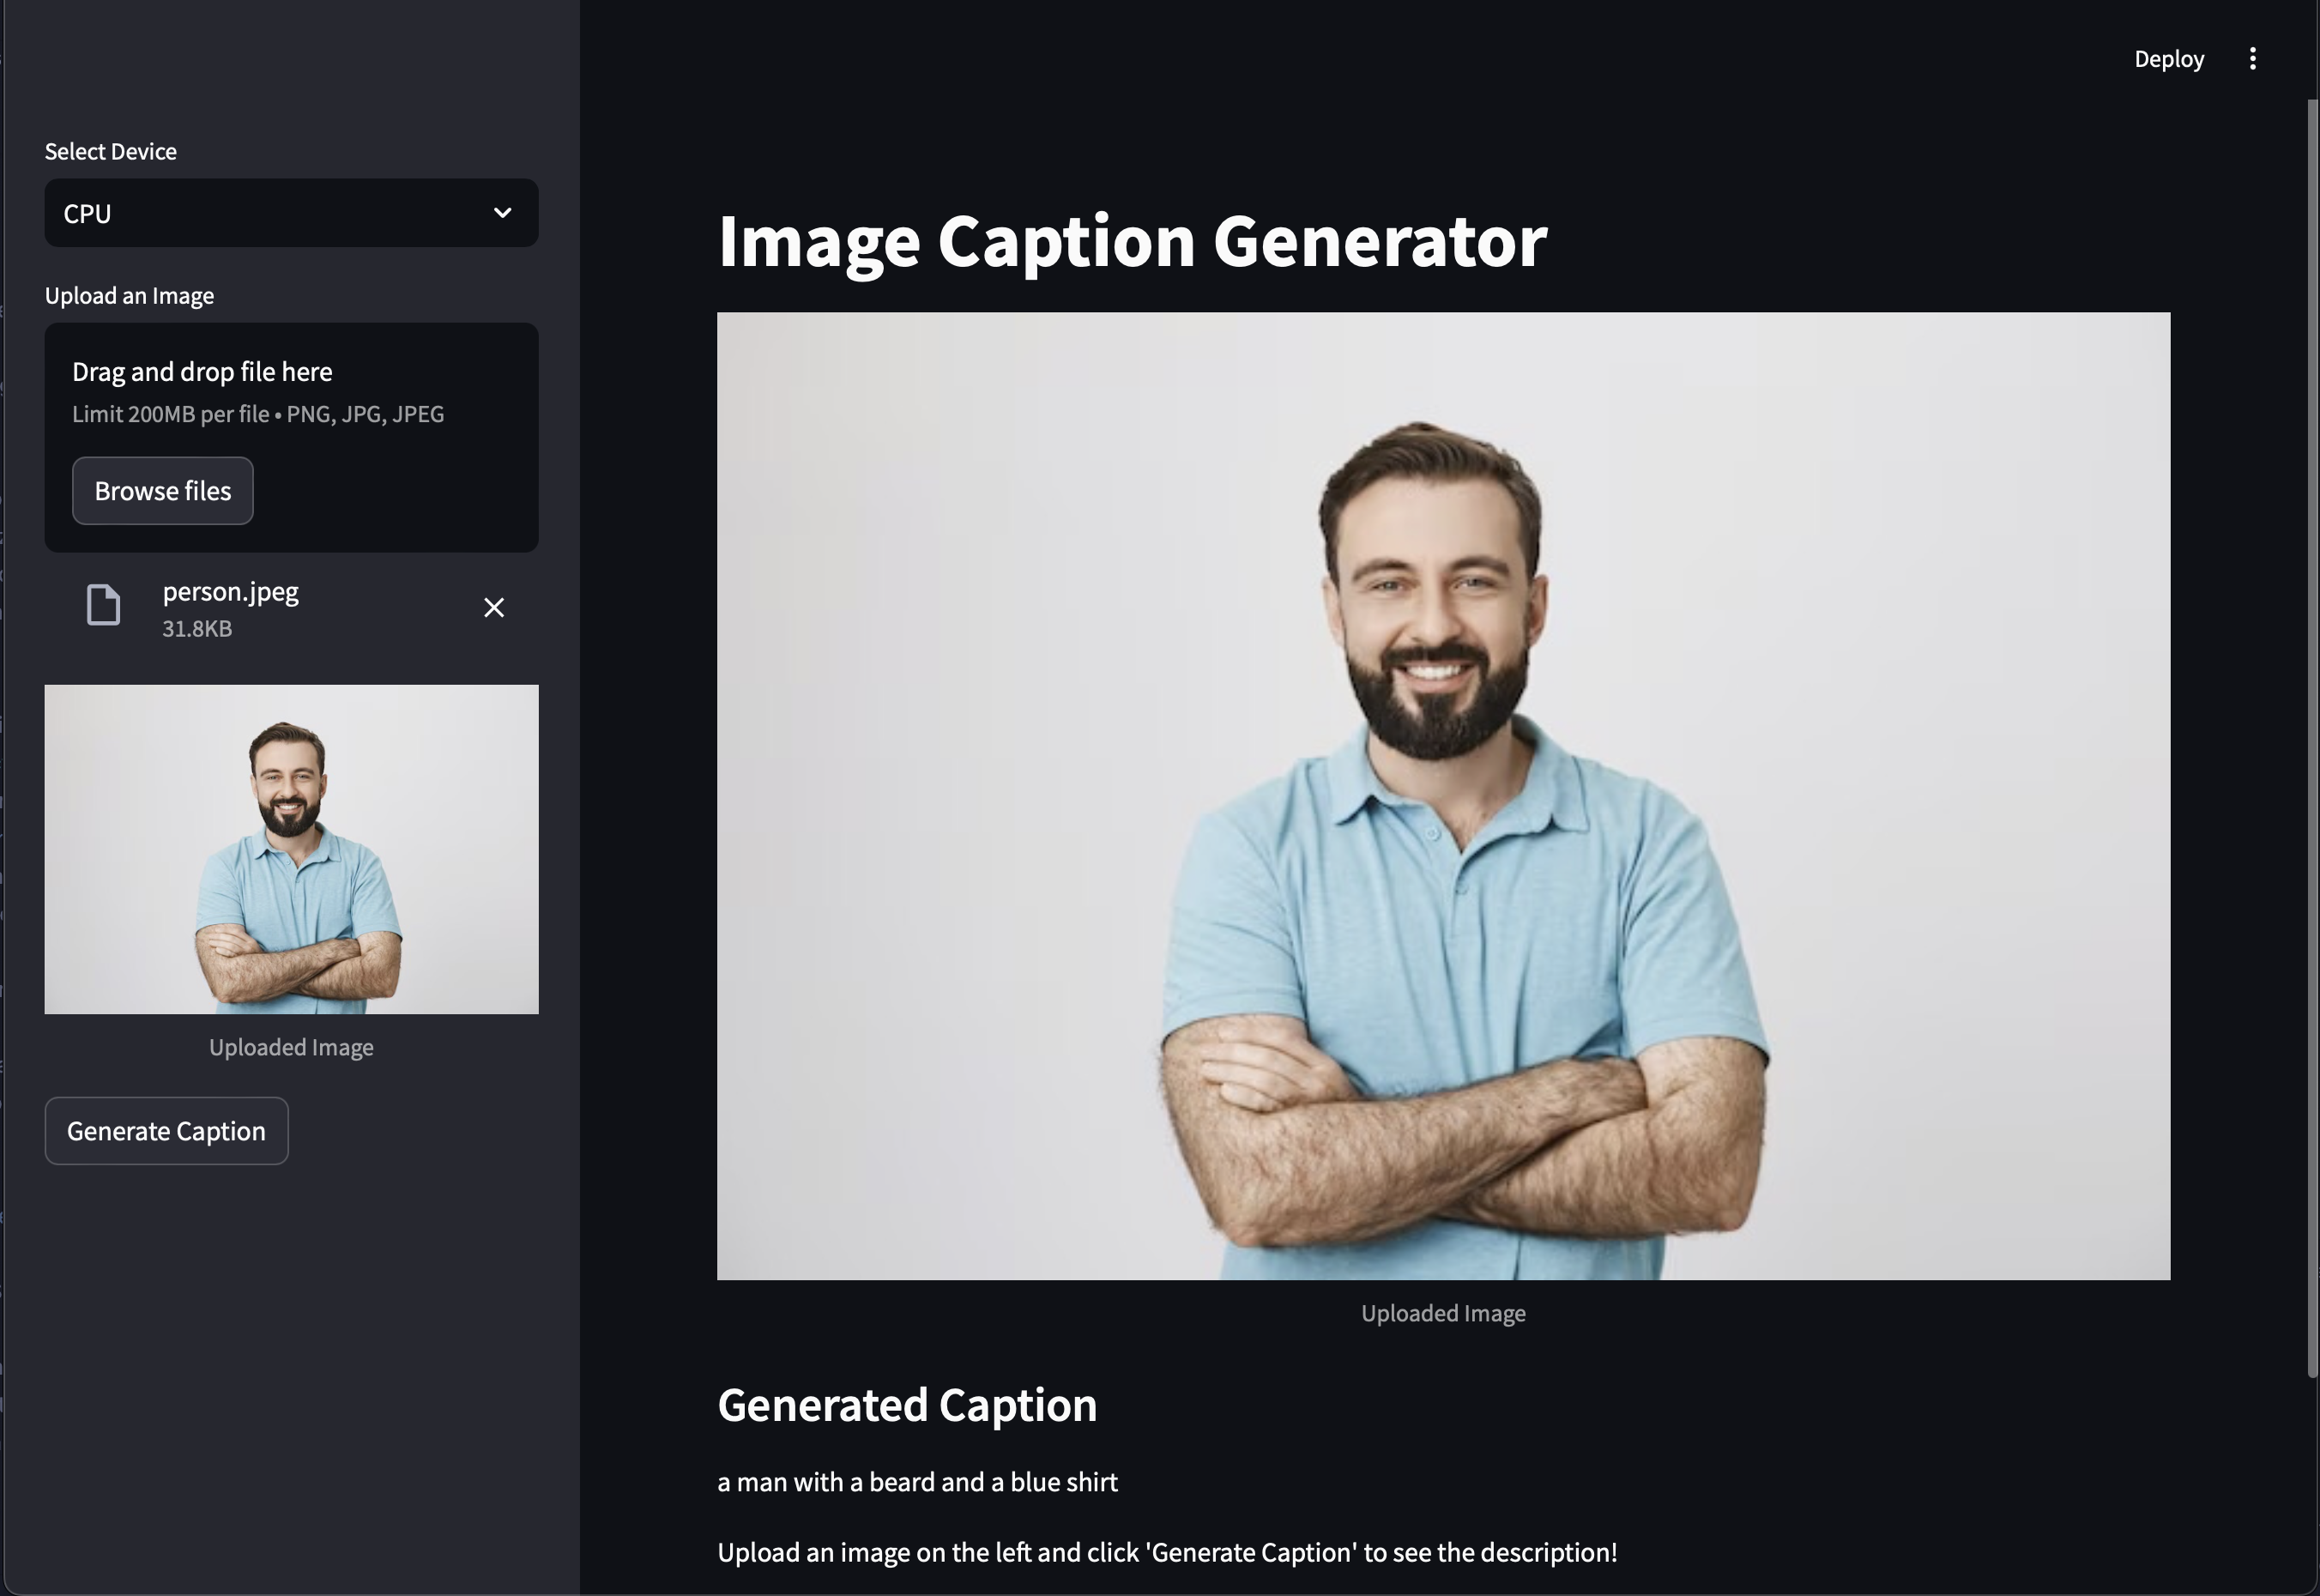 Deploy
Select Device
CPU
Upload an Image
Drag and drop file here
Limit 200MB per file • PNG, JPG, JPEG
Browse files
person.jpeg
31.8KB
Uploaded Image
Generate Caption
Image Caption Generator
Uploaded Image
Generated Caption
a man with a beard and a blue shirt
Upload an image on the left and click 'Generate Caption' to see the description!